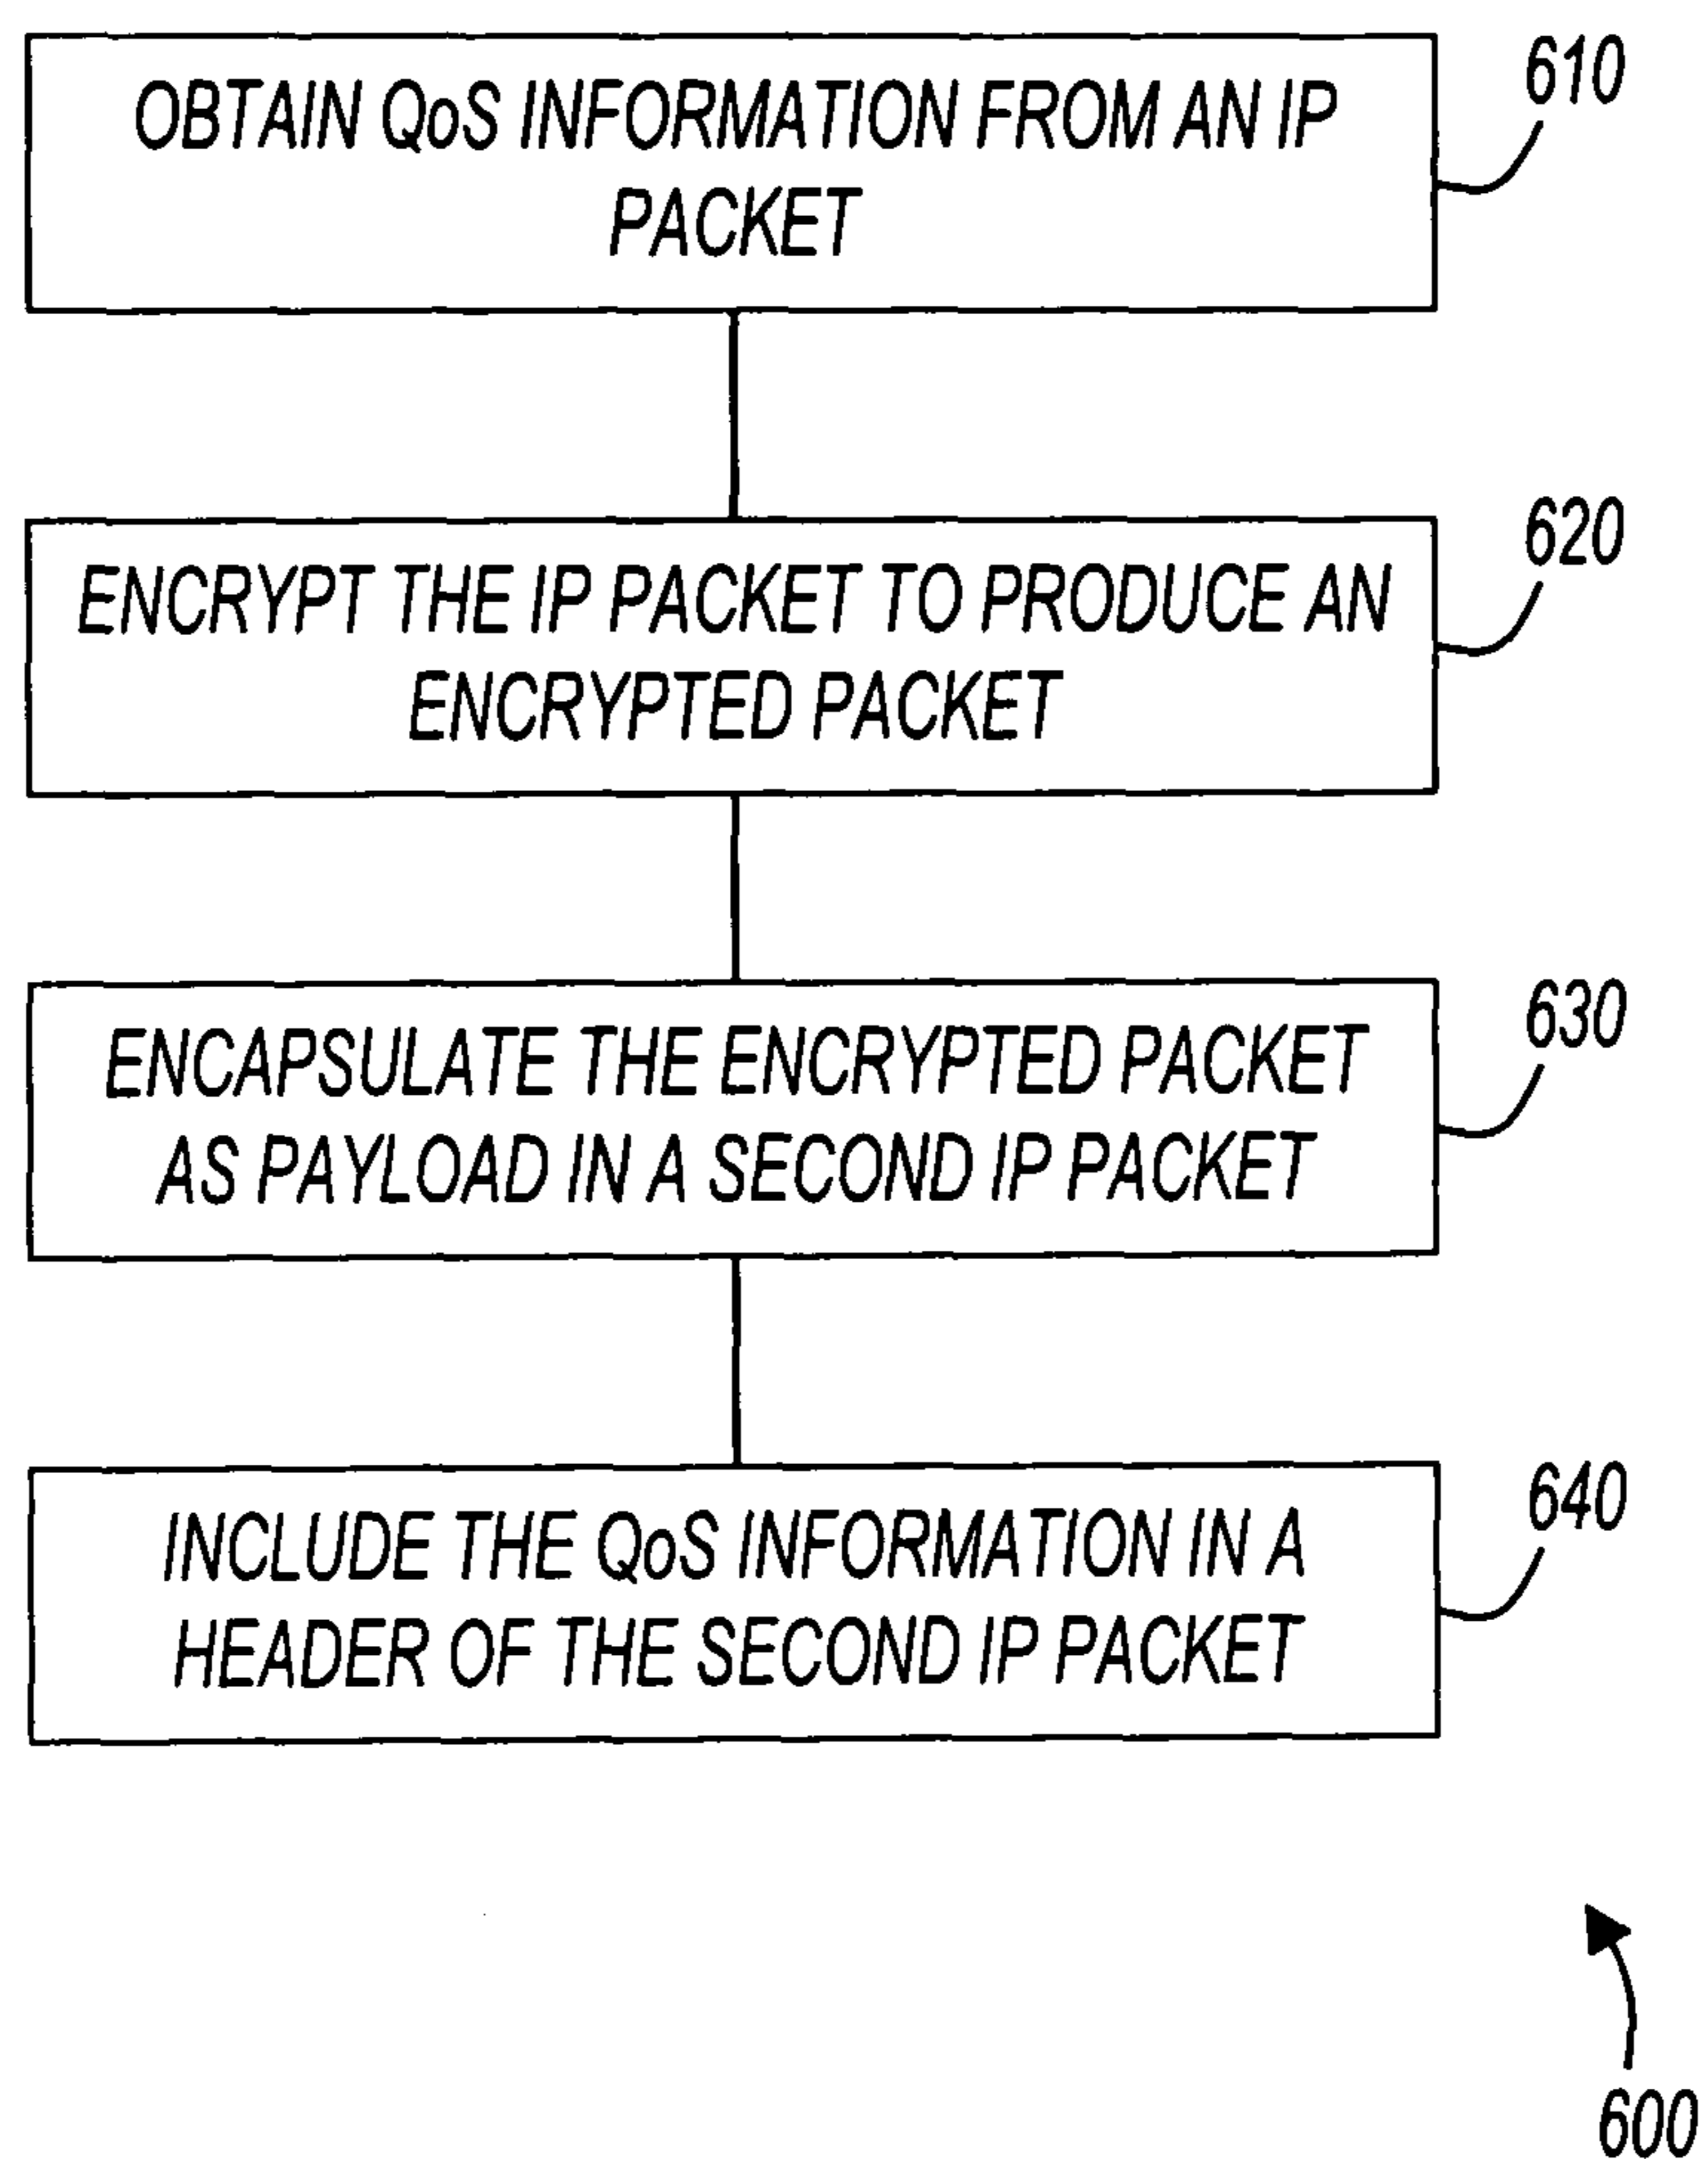 OBTAIN QoS INFORMATION FROM AN IP
PACKET
610
ENCRYPT THE IP PACKET TO PRODUCE AN
ENCRYPTED PACKET
620
ENCAPSULATE THE ENCRYPTED PACKET
AS PAYLOAD IN A SECOND IP PACKET
630
INCLUDE THE QoS INFORMATION IN A
HEADER OF THE SECOND IP PACKET
640
600